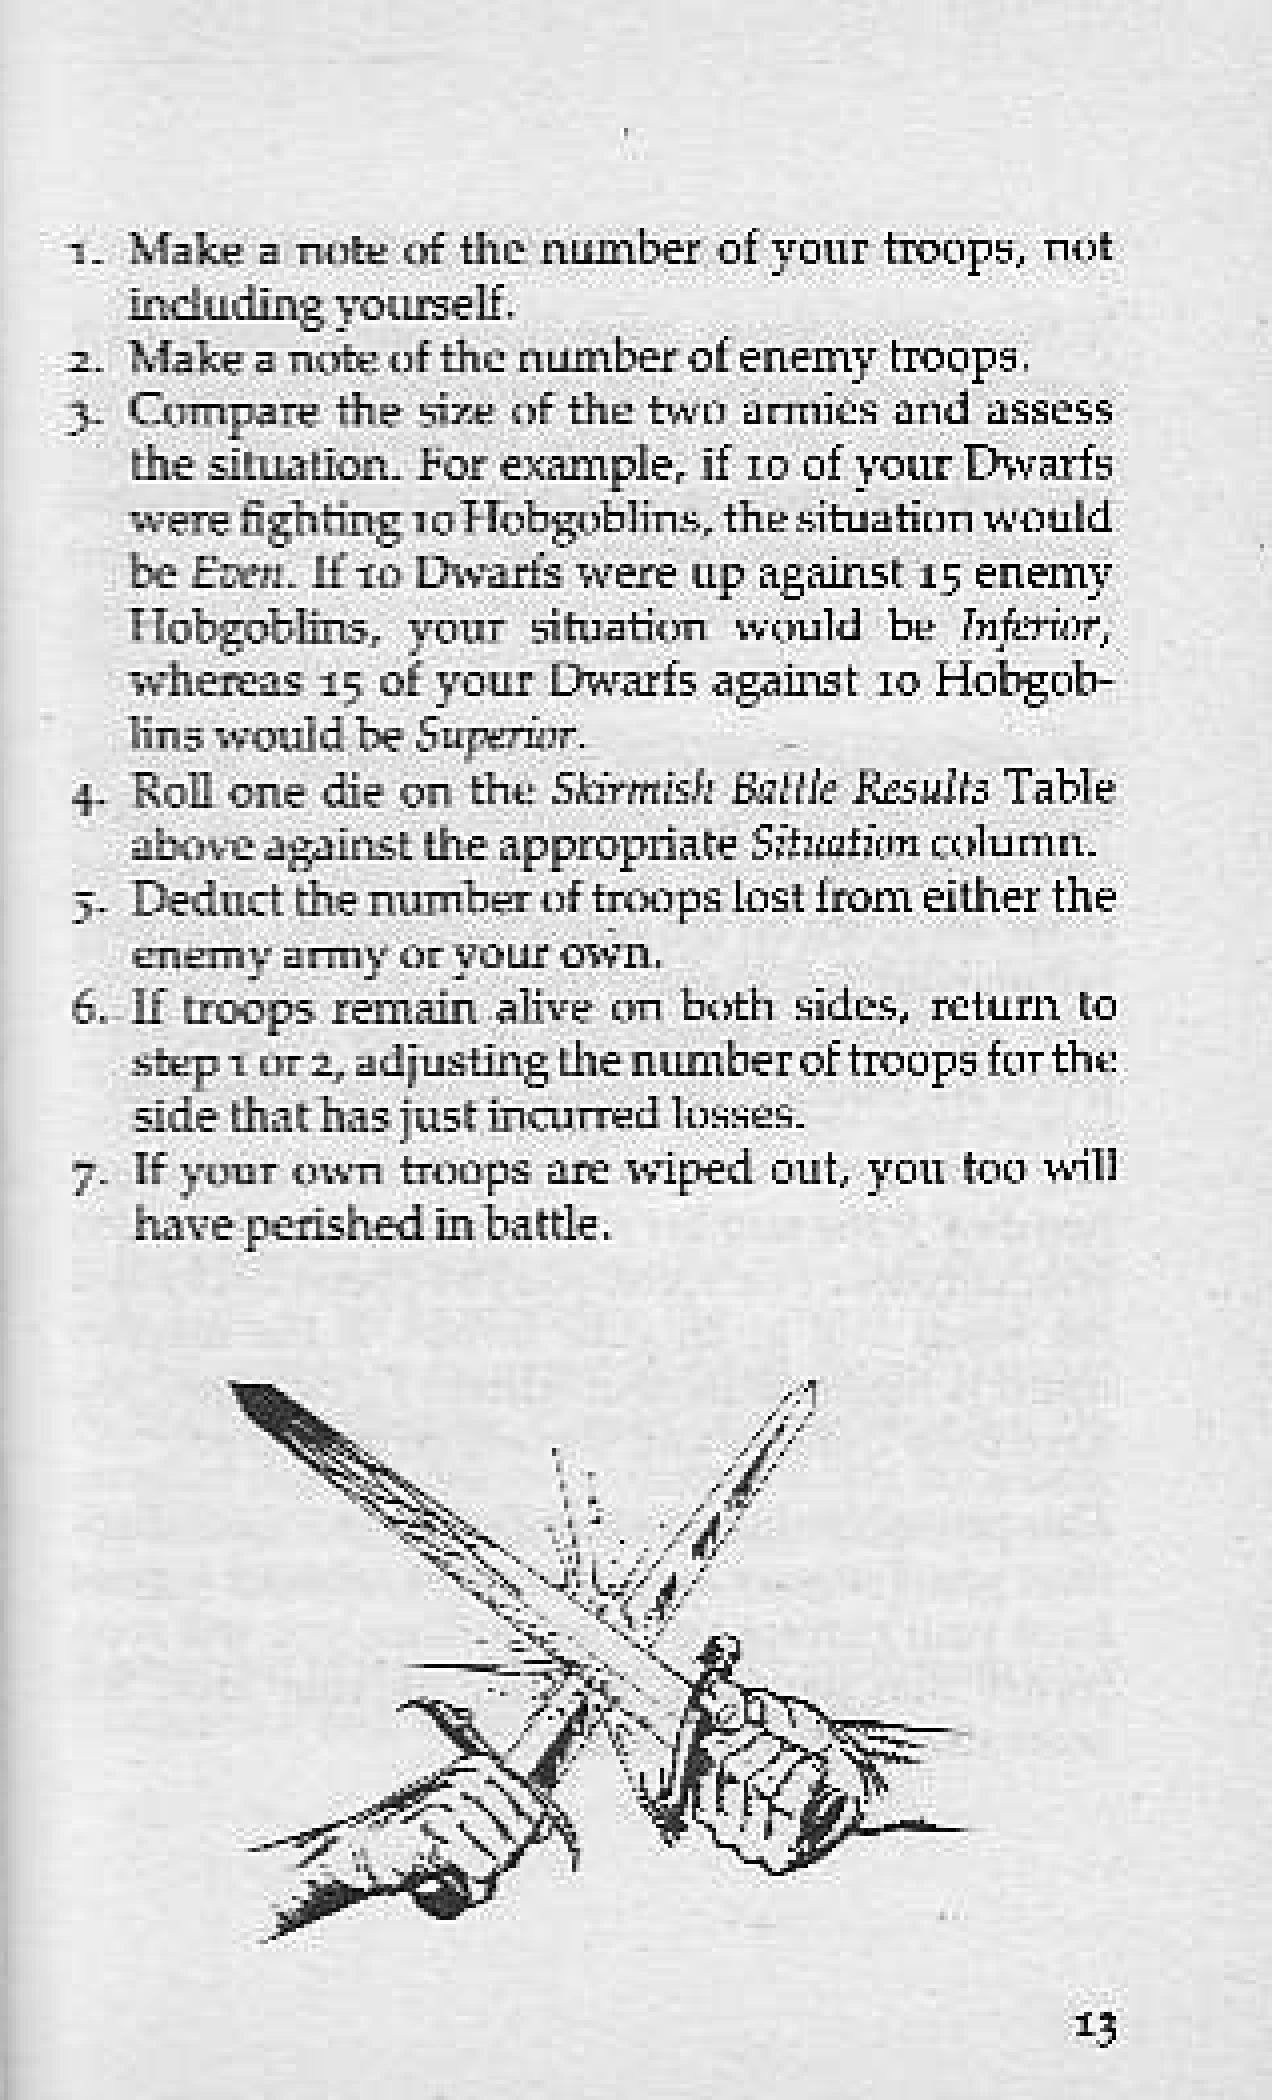 1. Make a note of the number of your troops, not
including yourself.
2. Make a note of the number of enemy troops.
3. Compare the size of the two armies and assess
the situation. For example, if 10 of your Dwarfs
were fighting 10 Hobgoblins, the situation would
be Even. If 10 Dwarfs were up against 15 enemy
Hobgoblins, your situation would be Inferior,
whereas 15 of your Dwarfs against 10 Hobgob-
lins would be Superior.
4. Roll one die on the Skirmish Battle Results Table
above against the appropriate Situation column.
5. Deduct the number of troops lost from either the
enemy army or your own.
6. If troops remain alive on both sides, return to
step 1 or 2, adjusting the number of troops for the
side that has just incurred losses.
7. If your own troops are wiped out, you too will
have perished in battle.
13